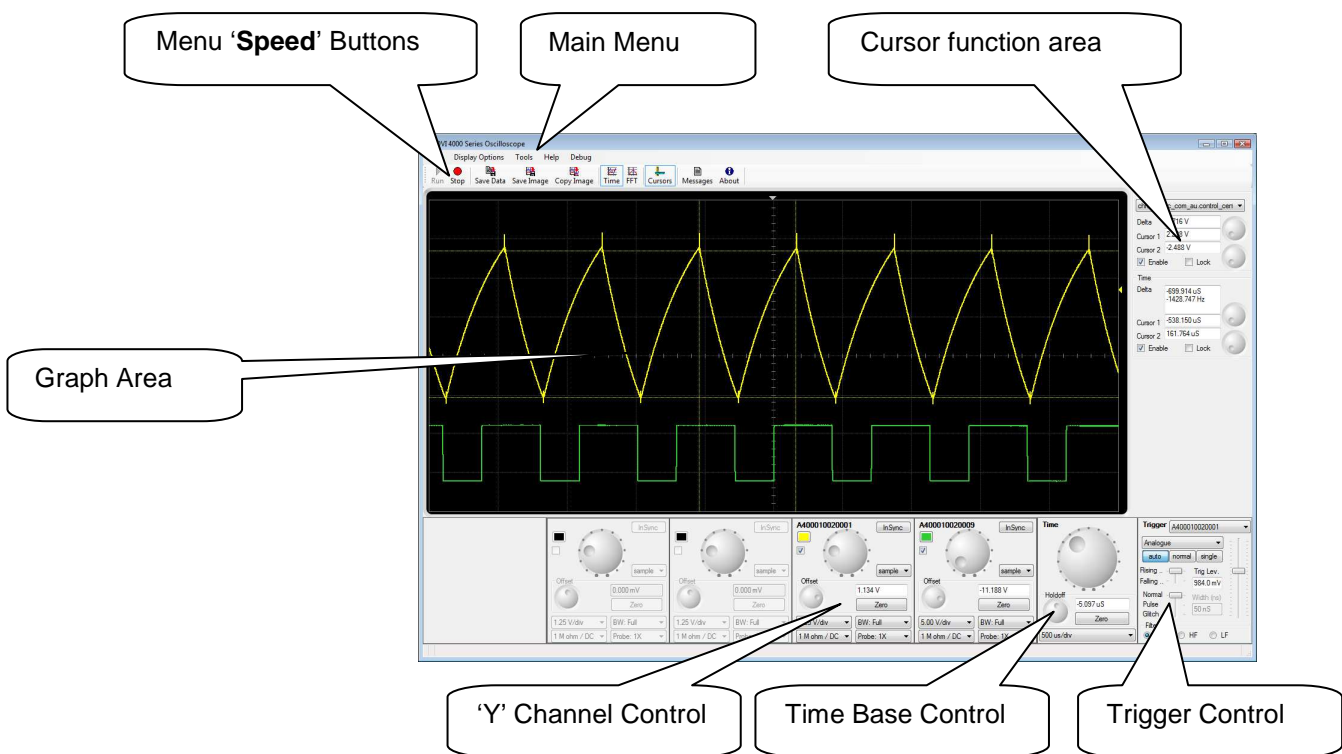 Menu ‘Speed’ Buttons
Main Menu
Cursor function area
4000 Series Oscilloscope
Display Options Tools Help Debug
Run Stop Save Data Save Image Copy Image Time FFT Cursors Messages About
Delta
Cursor 1
Cursor 2 -2.488 V
Enable Lock
Time
Delta -699.914 uS
-1428.747 Hz
Cursor 1 -538.150 uS
Cursor 2 161.764 uS
Enable Lock
Graph Area
InSync
sample
Offset
0.000 mV
Zero
1.25 V/div BW: Full
1 M ohm / DC Probe: 1X
InSync
sample
Offset
0.000 mV
Zero
1.25 V/div BW: Full
1 M ohm / DC
A400010020001 InSync
sample
Offset
1.134 V
Zero
V/div BW: Full
1 M ohm / DC Probe: 1X
A400010020009 InSync
sample
Offset
-11.188 V
Zero
5.00 V/div BW: Full
1 M ohm / DC Probe: 1X
Time
Holdoff
-5.097 uS
Zero
500 us/div
Trigger A400010020001
Analogue
auto normal single
Rising .. Trig Lev.
Falling .. 984.0 mV
Normal Width (ns)
Pulse 50 nS
Glitch
HF LF
‘Y’ Channel Control
Time Base Control
Trigger Control